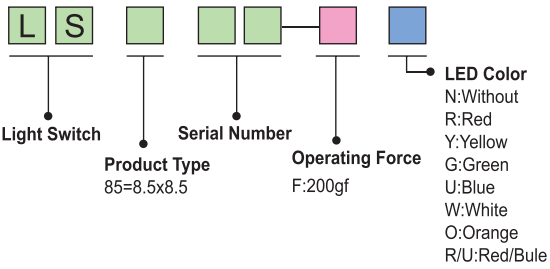 L S
Light Switch
Product Type
85=8.5x8.5
Serial Number
Operating Force
F:200gf
LED Color
N:Without
R:Red
Y:Yellow
G:Green
U:Blue
W:White
O:Orange
R/U:Red/Bule